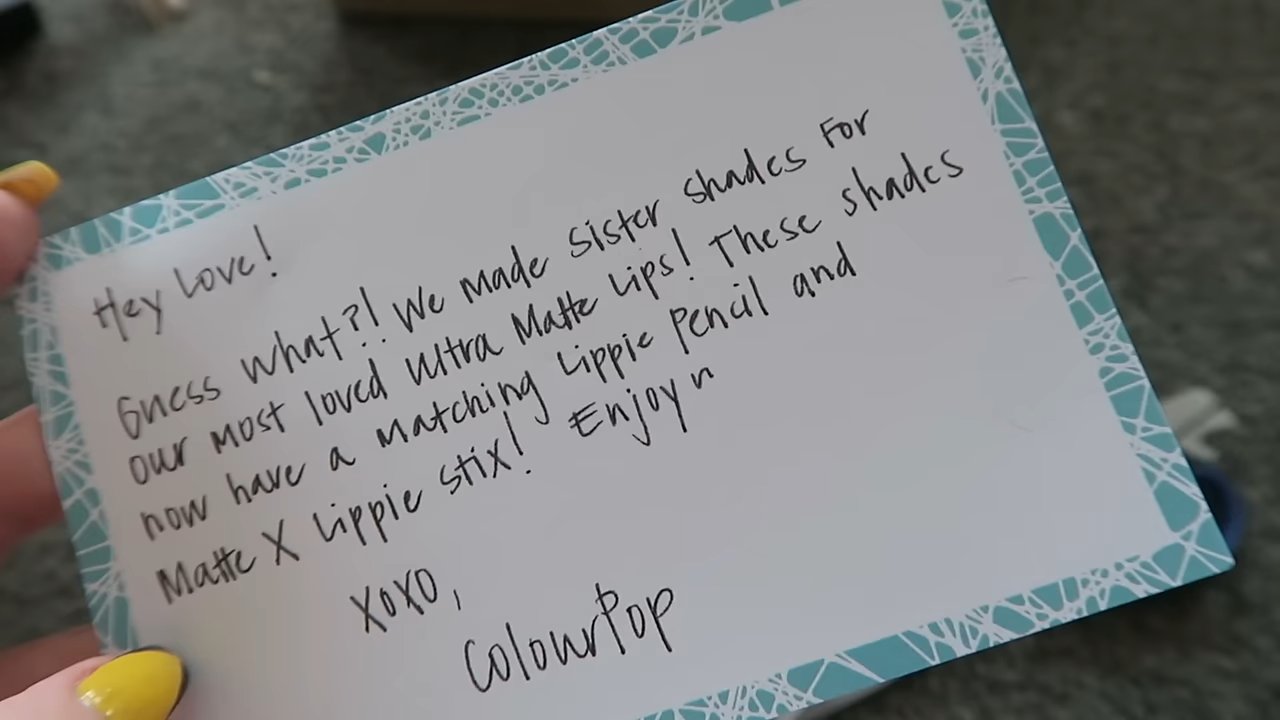 Hey Love!
Guess what?! We made sister shades for
our most loved Ultra Matte Lips! These shades
now have a matching Lippie Pencil and
Matte X Lippie Stix! Enjoy
XOXO,
ColourPop